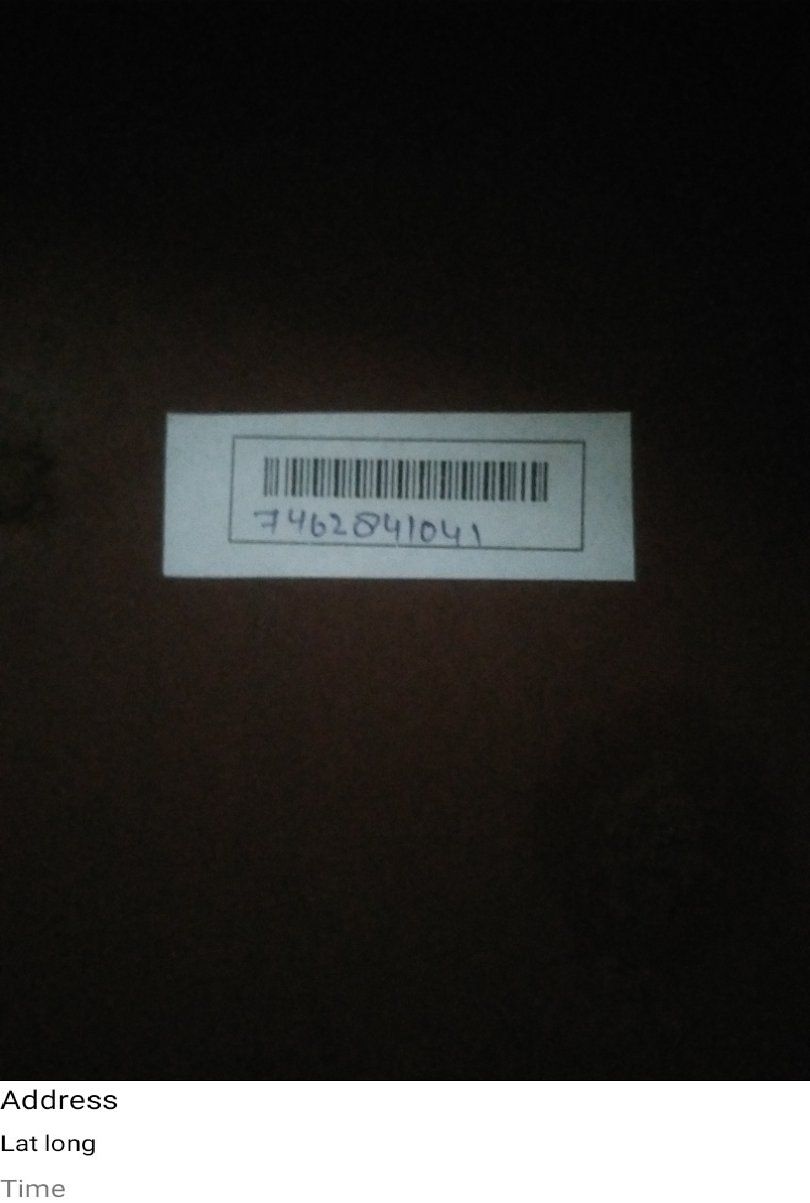 7462841041
Address
Lat long
Time